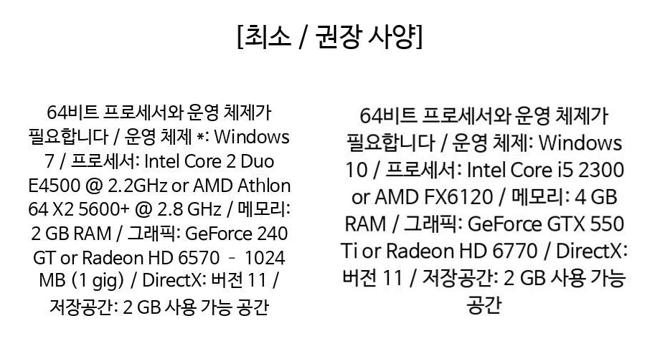 [최소 / 권장 사양]
64비트 프로세서와 운영 체제가
필요합니다 / 운영 체제 *: Windows
7 / 프로세서: Intel Core 2 Duo
E4500 @ 2.2GHz or AMD Athlon
64 X2 5600+ @ 2.8 GHz / 메모리:
2 GB RAM / 그래픽: GeForce 240
GT or Radeon HD 6570 – 1024
MB (1 gig) / DirectX: 버전 11 /
저장공간: 2 GB 사용 가능 공간
64비트 프로세서와 운영 체제가
필요합니다 / 운영 체제: Windows
10 / 프로세서: Intel Core i5 2300
or AMD FX6120 / 메모리: 4 GB
RAM / 그래픽: GeForce GTX 550
Ti or Radeon HD 6770 / DirectX:
버전 11 / 저장공간: 2 GB 사용 가능
공간